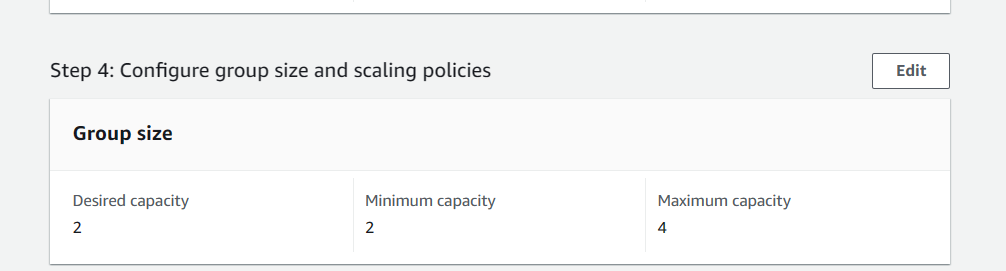 Step 4: Configure group size and scaling policies
Edit
Group size
Desired capacity
2
Minimum capacity
2
Maximum capacity
4